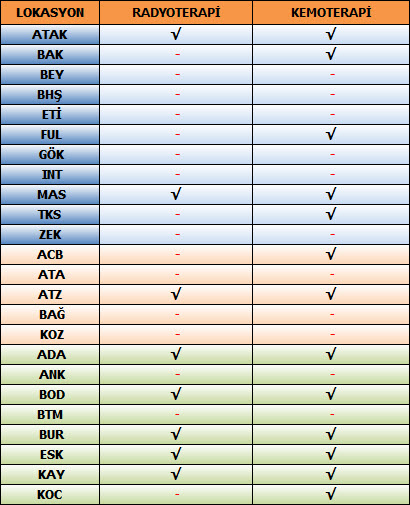 LOKASYON RADYOTERAPİ KEMOTERAPİ
ATAK √ √
BAK - √
BEY - -
BHŞ - -
ETİ - -
FUL - √
GÖK - -
INT - -
MAS √ √
TKS - √
ZEK - -
ACB - √
ATA - -
ATZ √ √
BAĞ - -
KOZ - -
ADA √ √
ANK - -
BOD √ √
BTM - -
BUR √ √
ESK √ √
KAY √ √
KOC - √